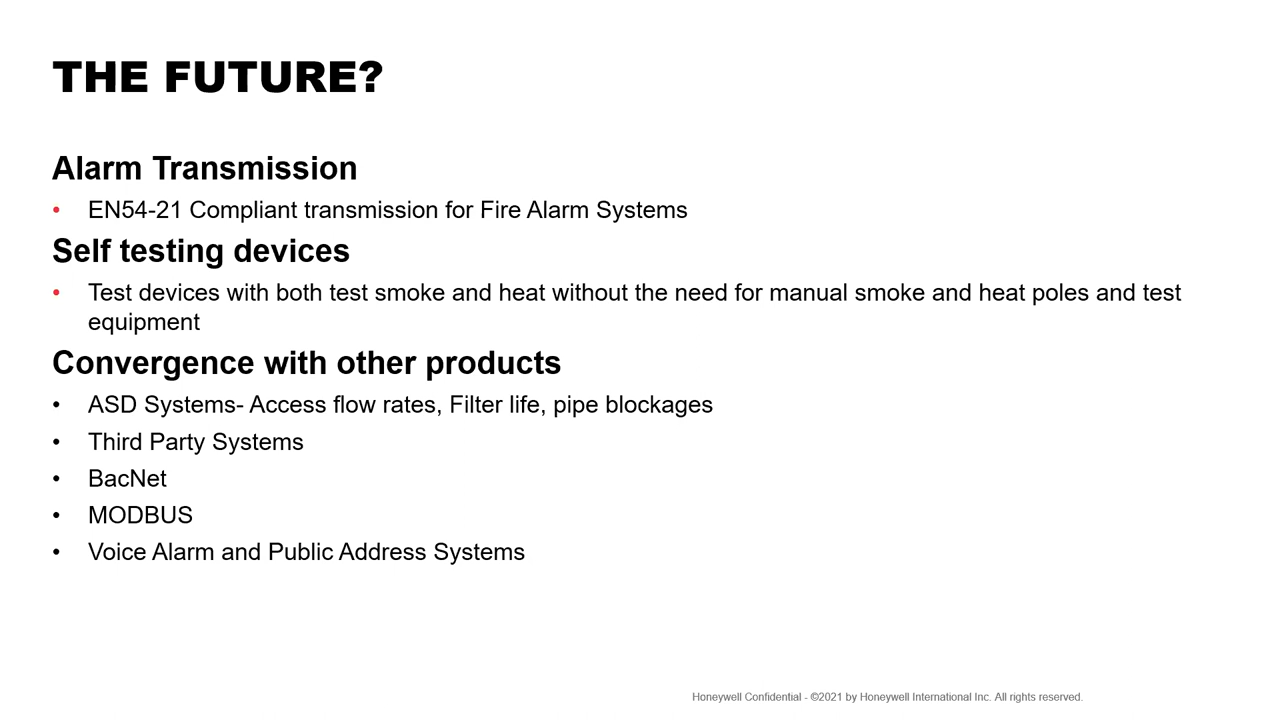 THE FUTURE?
Alarm Transmission
• EN54-21 Compliant transmission for Fire Alarm Systems
Self testing devices
• Test devices with both test smoke and heat without the need for manual smoke and heat poles and test
equipment
Convergence with other products
• ASD Systems- Access flow rates, Filter life, pipe blockages
• Third Party Systems
• BacNet
• MODBUS
• Voice Alarm and Public Address Systems
Honeywell Confidential - ©2021 by Honeywell International Inc. All rights reserved.